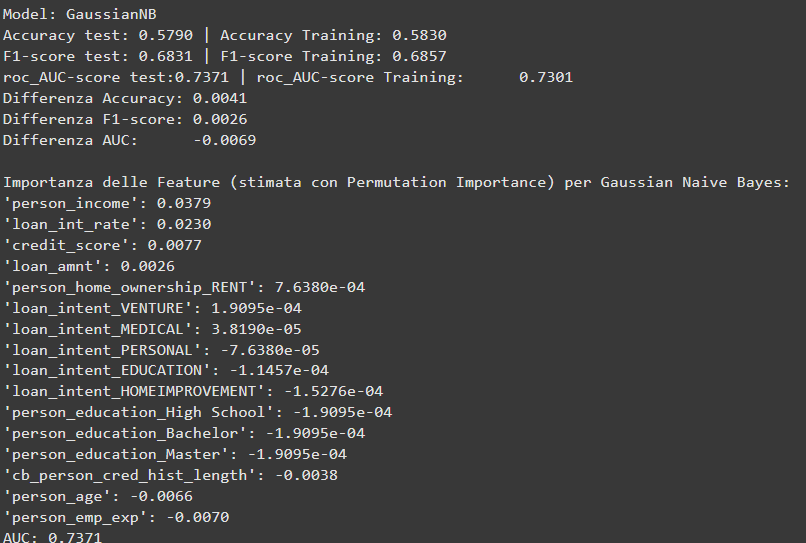 Model: GaussianNB
Accuracy test: 0.5790 | Accuracy Training: 0.5830
F1-score test: 0.6831 | F1-score Training: 0.6857
roc_AUC-score test:0.7371 | roc_AUC-score Training:      0.7301
Differenza Accuracy: 0.0041
Differenza F1-score: 0.0026
Differenza AUC:      -0.0069

Importanza delle Feature (stimata con Permutation Importance) per Gaussian Naive Bayes:
'person_income': 0.0379
'loan_int_rate': 0.0230
'credit_score': 0.0077
'loan_amnt': 0.0026
'person_home_ownership_RENT': 7.6380e-04
'loan_intent_VENTURE': 1.9095e-04
'loan_intent_MEDICAL': 3.8190e-05
'loan_intent_PERSONAL': -7.6380e-05
'loan_intent_EDUCATION': -1.1457e-04
'loan_intent_HOMEIMPROVEMENT': -1.5276e-04
'person_education_High School': -1.9095e-04
'person_education_Bachelor': -1.9095e-04
'person_education_Master': -1.9095e-04
'cb_person_cred_hist_length': -0.0038
'person_age': -0.0066
'person_emp_exp': -0.0070
AUC: 0.7371